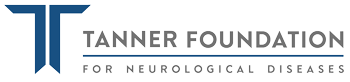 TANNER FOUNDATION
FOR NEUROLOGICAL DISEASES